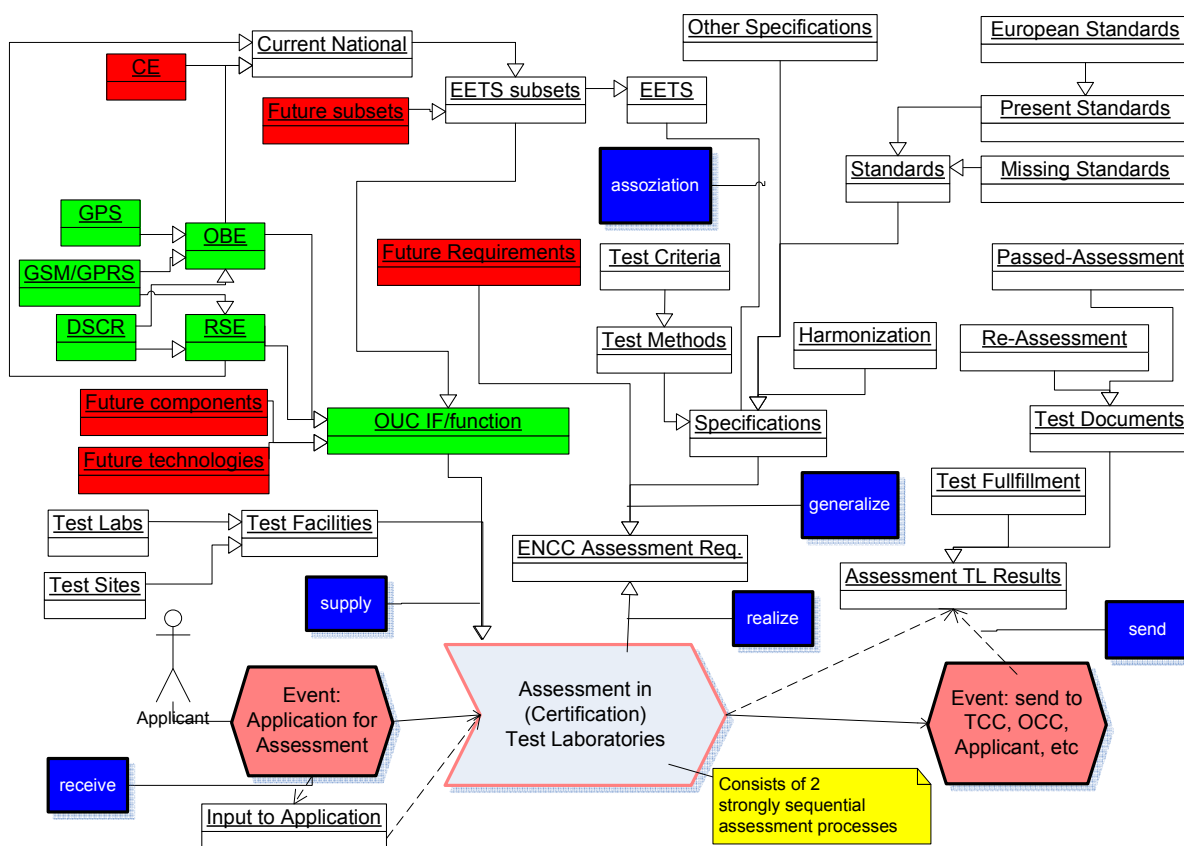 Other Specifications
European Standards
Current National
CE
EETS subsets
EETS
Future subsets
Present Standards
Standards
Missing Standards
assoziation
GPS
OBE
GSM/GPRS
DSCR
RSE
Future Requirements
Test Criteria
Passed-Assessment
Test Methods
Harmonization
Re-Assessment
Future components
OUC IF/function
Specifications
Test Documents
Future technologies
Test Fullfillment
generalize
Test Labs
Test Facilities
ENCC Assessment Req.
Assessment TL Results
Test Sites
supply
realize
send
Applicant
Event:
Application for
Assessment
Assessment in
(Certification)
Test Laboratories
Event: send to
TCC, OCC,
Applicant, etc
receive
Input to Application
Consists of 2
strongly sequential
assessment processes